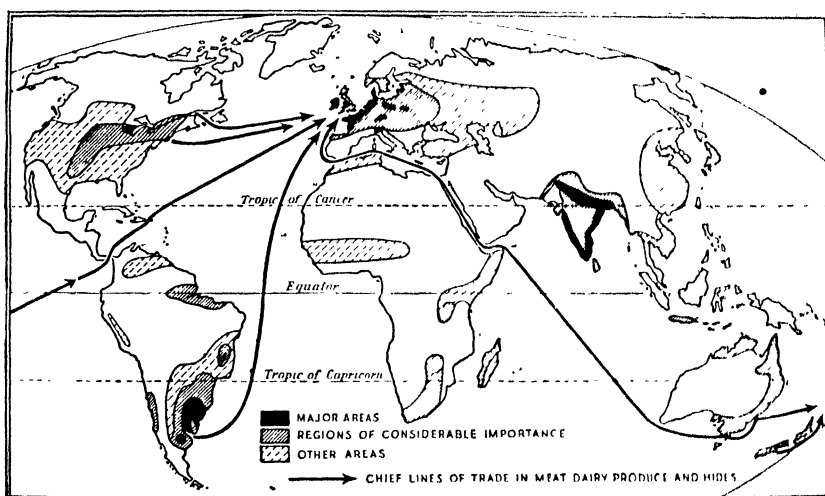 Tropic of Cancer
Equator
Tropic of Capricorn
MAJOR AREAS
REGIONS OF CONSIDERABLE IMPORTANCE
OTHER AREAS
CHIEF LINES OF TRADE IN MEAT DAIRY PRODUCE AND HIDES